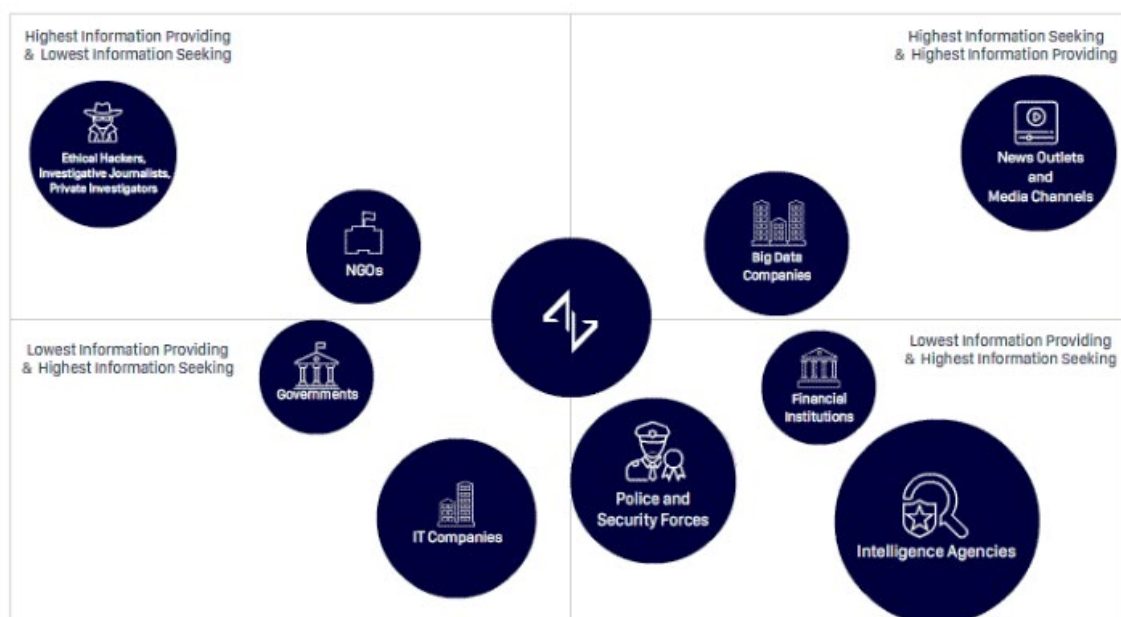 Highest Information Providing
& Lowest Information Seeking
Highest Information Seeking
& Highest Information Providing
Ethical Hackers,
Investigative Journalists,
Private Investigators
NGOs
Big Data
Companies
News Outlets
and
Media Channels
Lowest Information Providing
& Highest Information Seeking
Lowest Information Providing
& Highest Information Seeking
Governments
Financial
Institutions
IT Companies
Police and
Security Forces
Intelligence Agencies